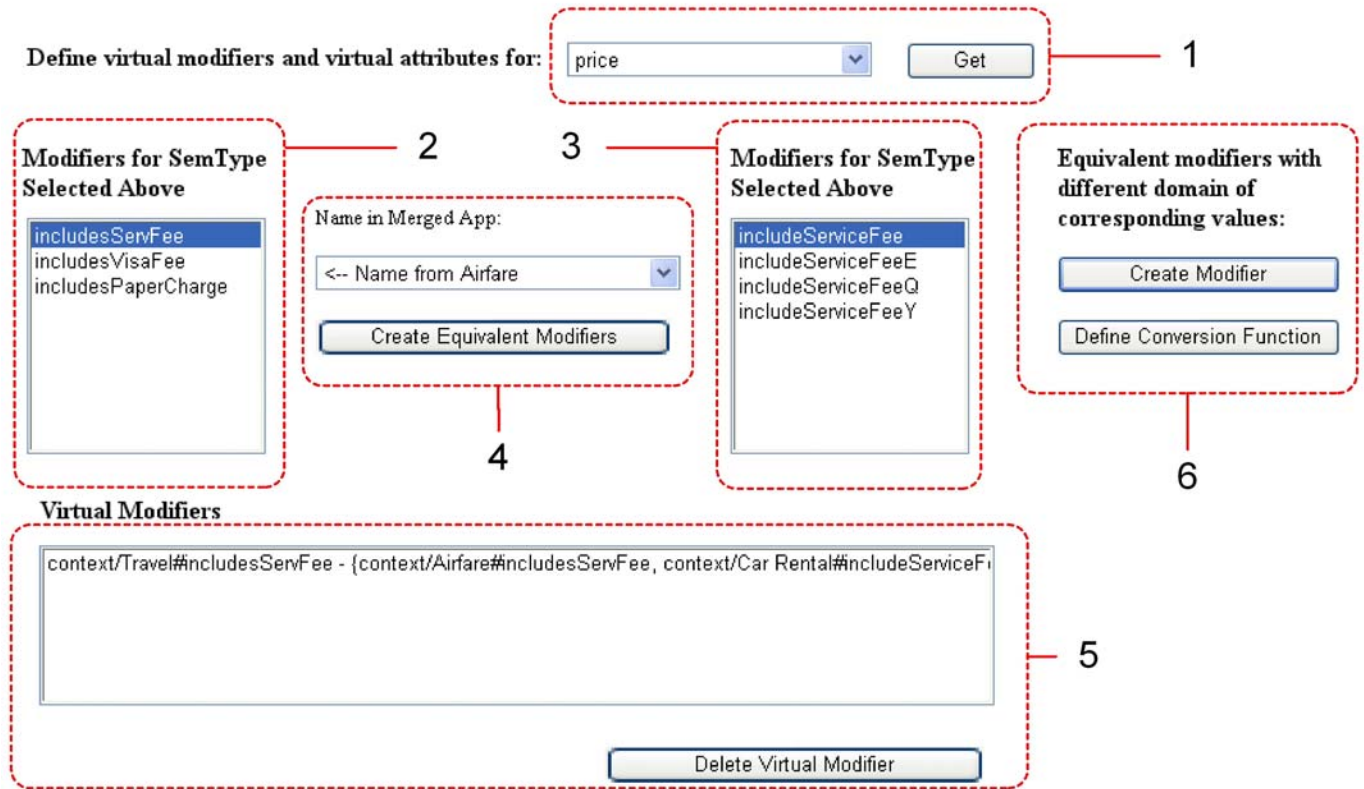 Define virtual modifiers and virtual attributes for:
price
Get
1
2
3
Modifiers for SemType
Selected Above
includesServFee
includesVisaFee
includesPaperCharge
Name in Merged App:
<-- Name from Airfare
Create Equivalent Modifiers
4
Modifiers for SemType
Selected Above
includeServiceFee
includeServiceFeeE
includeServiceFeeQ
includeServiceFeeY
Equivalent modifiers with
different domain of
corresponding values:
Create Modifier
Define Conversion Function
6
Virtual Modifiers
context/Travel#includesServFee - {context/Airfare#includesServFee, context/Car Rental#includeServiceF
5
Delete Virtual Modifier